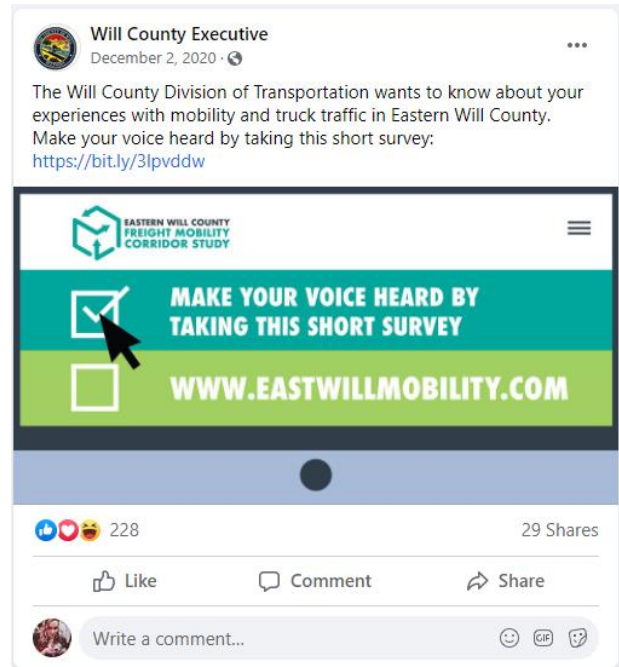 Will County Executive
December 2, 2020 ·
The Will County Division of Transportation wants to know about your
experiences with mobility and truck traffic in Eastern Will County.
Make your voice heard by taking this short survey:
https://bit.ly/3lpvddw
EASTERN WILL COUNTY
FREIGHT MOBILITY
CORRIDOR STUDY
MAKE YOUR VOICE HEARD BY
TAKING THIS SHORT SURVEY
WWW.EASTWILLMOBILITY.COM
228 29 Shares
Like Comment Share
Write a comment... GIF